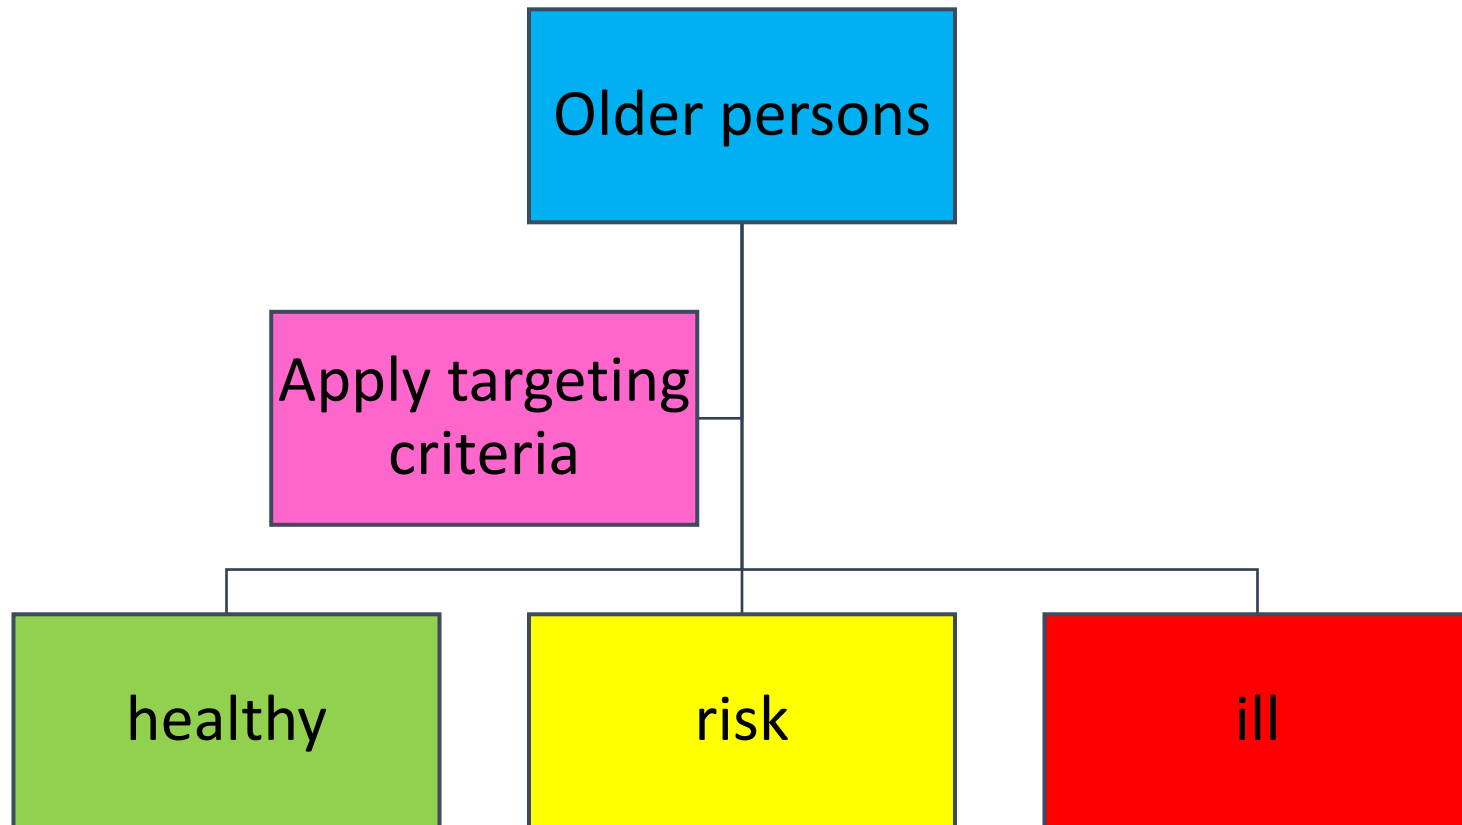 Older persons
Apply targeting
criteria
healthy
risk
ill